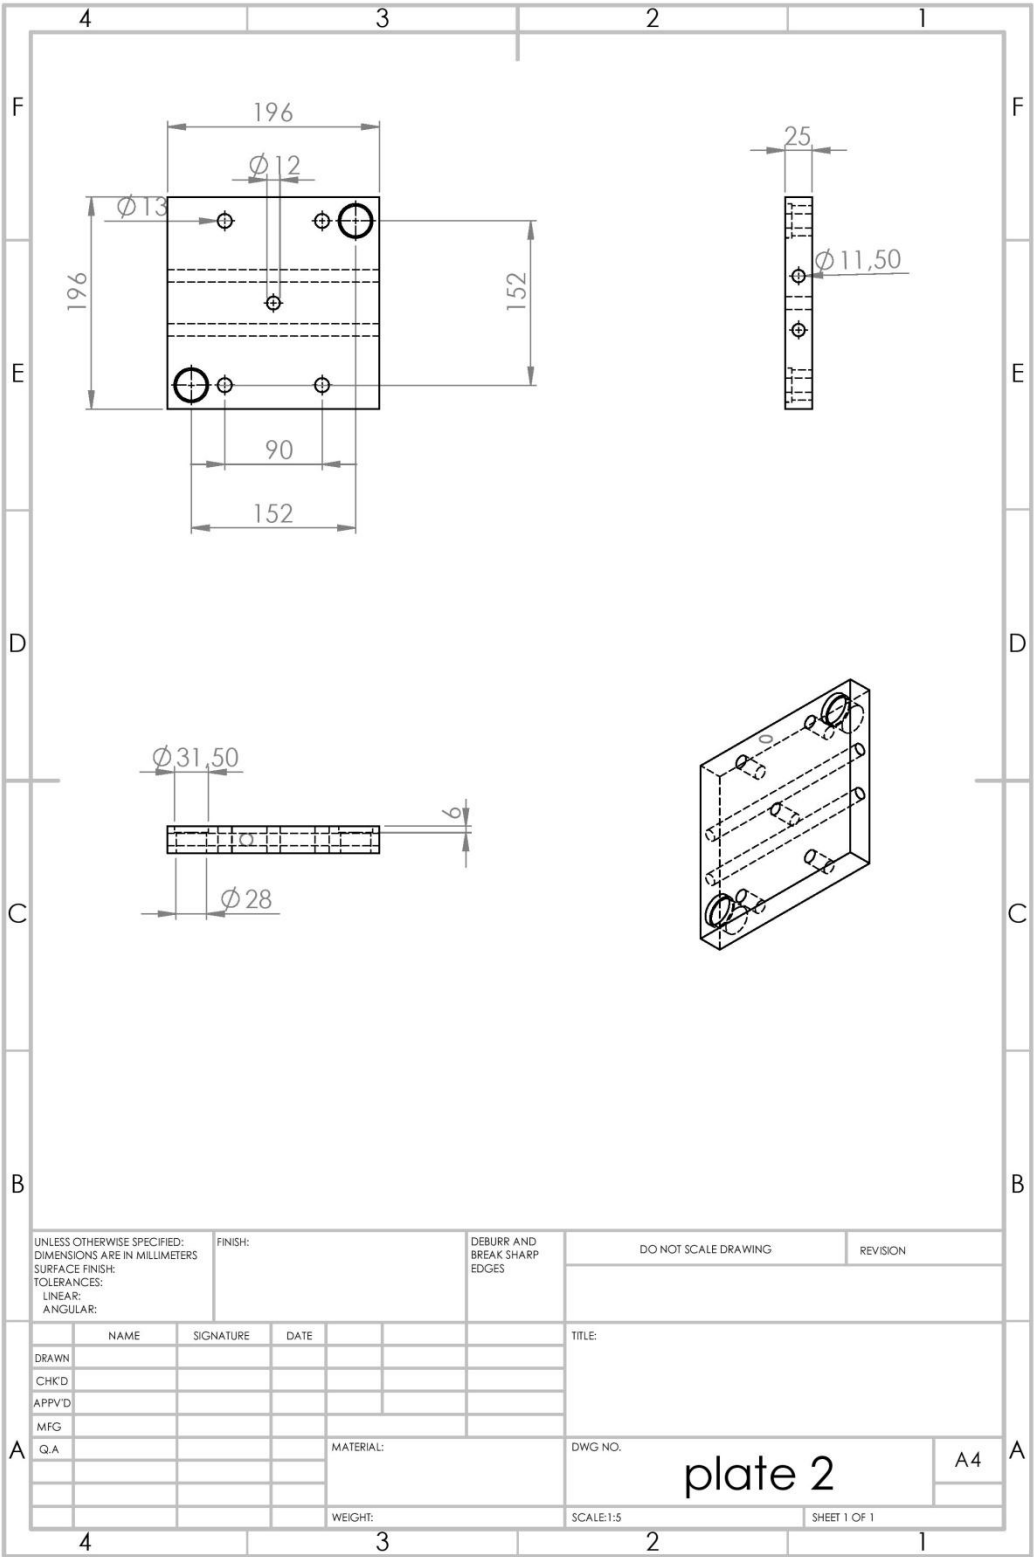 4 3 2 1
F F
196
25
Ø12
Ø13
Ø11,50
196
152
E E
90
152
D D
Ø31,50
6
Ø28
C C
B B
UNLESS OTHERWISE SPECIFIED:
DIMENSIONS ARE IN MILLIMETERS
SURFACE FINISH:
TOLERANCES:
LINEAR:
ANGULAR:
FINISH:
DEBURR AND
BREAK SHARP
EDGES
DO NOT SCALE DRAWING
REVISION
NAME SIGNATURE DATE
TITLE:
DRAWN
CHK'D
APPV'D
MFG
A Q.A MATERIAL: DWG NO. A
plate 2
A4
WEIGHT: SCALE:1:5 SHEET 1 OF 1
4 3 2 1